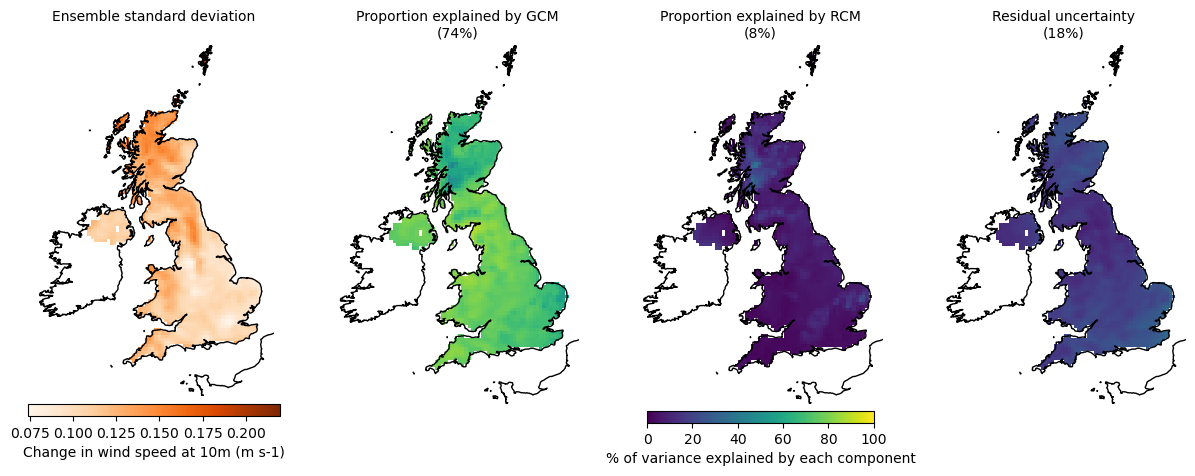 Ensemble standard deviation
Proportion explained by GCM
(74%)
Proportion explained by RCM
(8%)
Residual uncertainty
(18%)
0.075 0.100 0.125 0.150 0.175 0.200
Change in wind speed at 10m (m s-1)
0 20 40 60 80 100
% of variance explained by each component